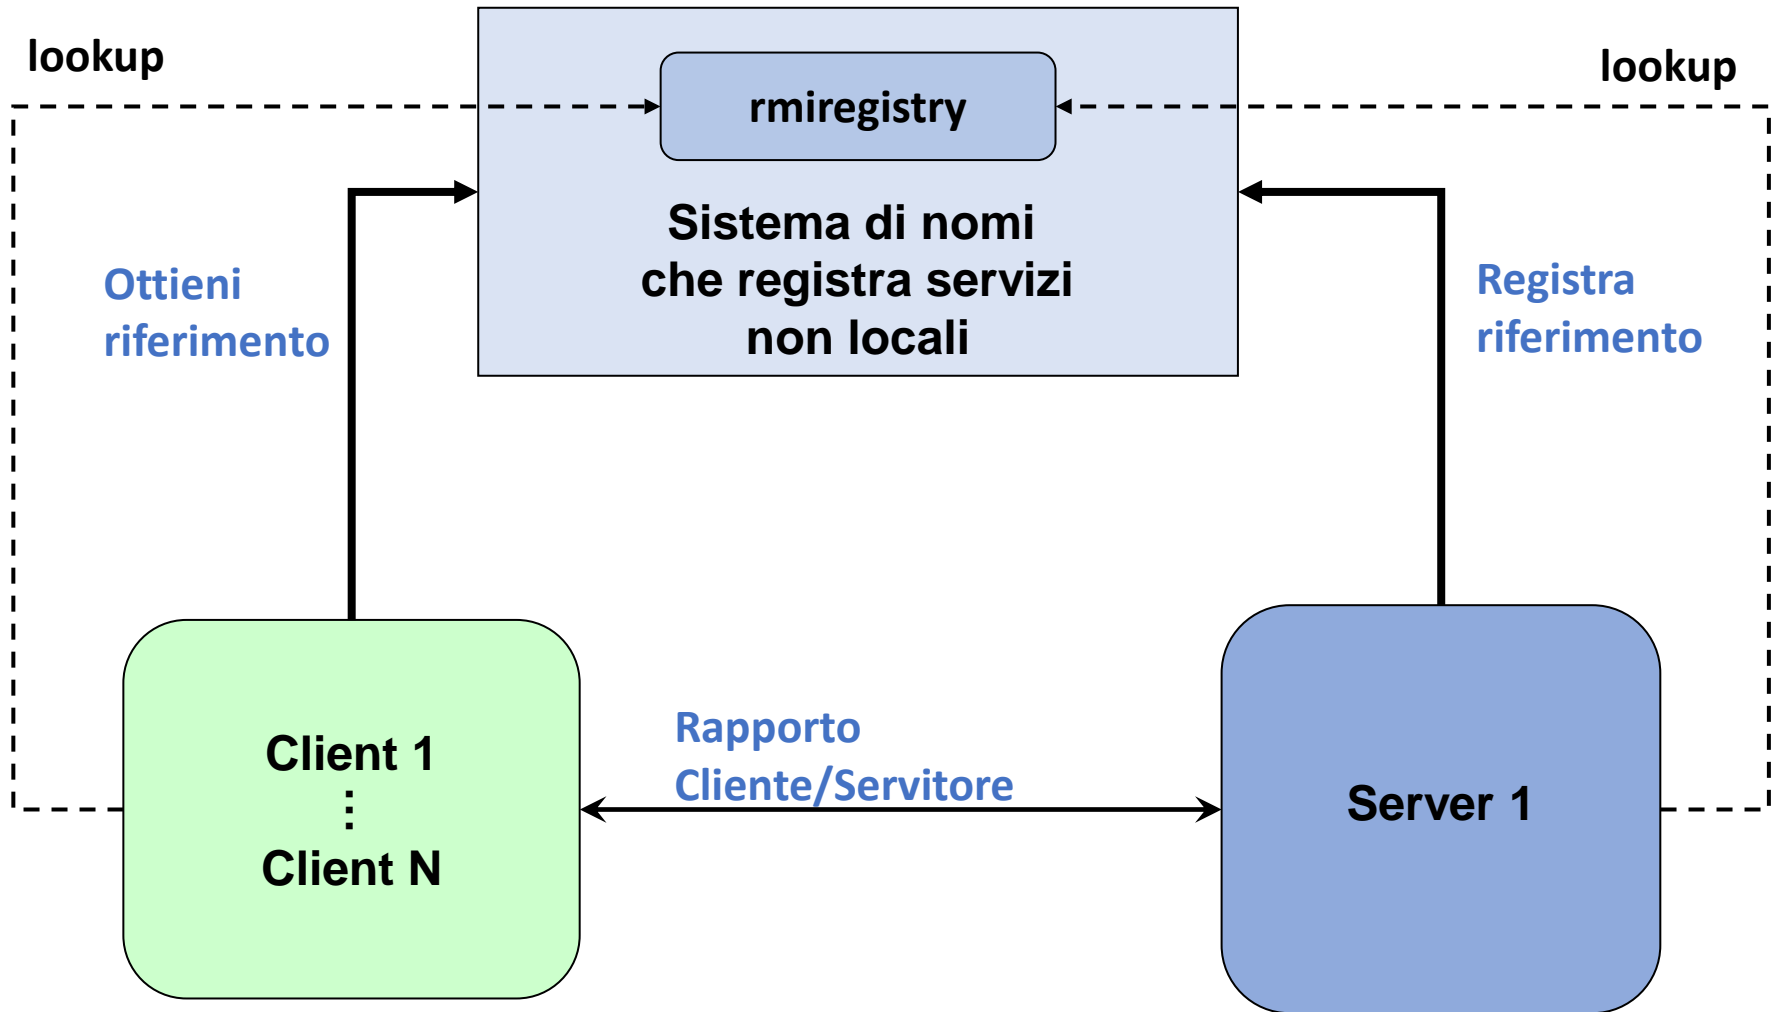 lookup
lookup
rmiregistry
Sistema di nomi
che registra servizi
non locali
Ottieni
riferimento
Registra
riferimento
Client 1
⋮
Client N
Rapporto
Cliente/Servitore
Server 1